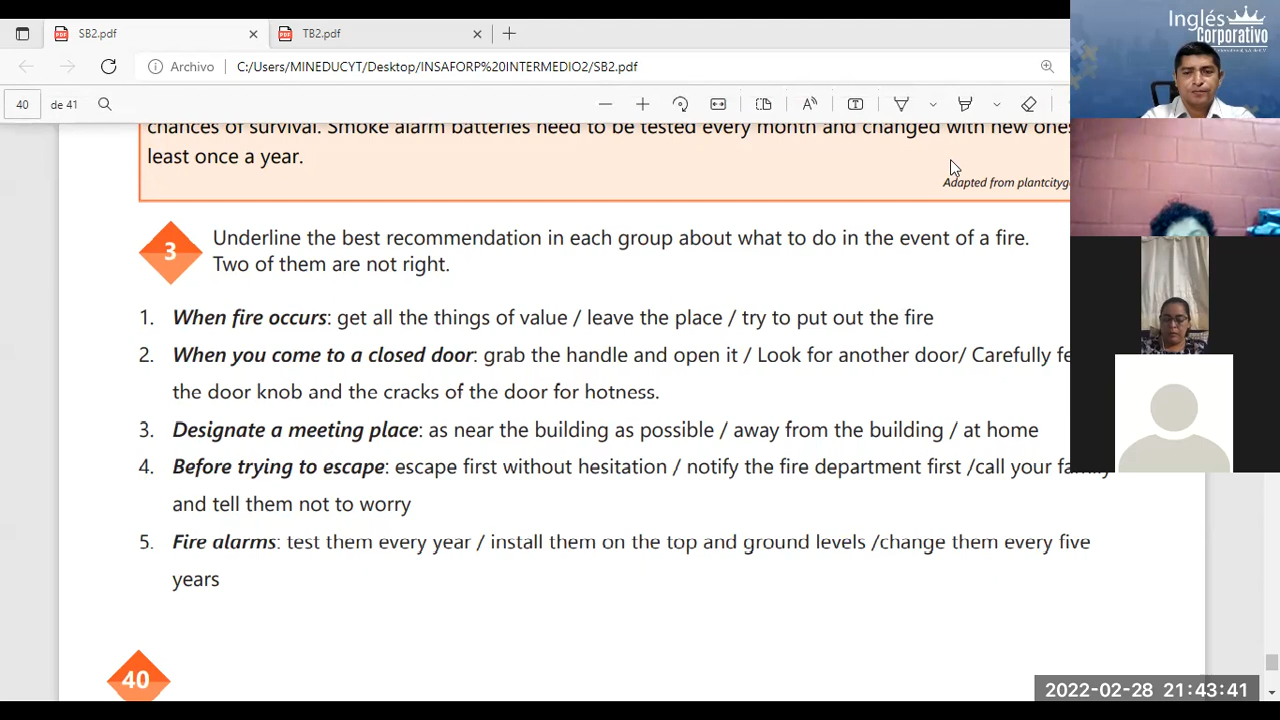 SB2.pdf
TB2.pdf
Archivo
C:/Users/MINEDUCYT/Desktop/INSAFORP%20INTERMEDIO2/SB2.pdf
40 de 41
Inglés
Corporativo
chances of survival. Smoke alarm batteries need to be tested every month and changed with new ones
least once a year.
Adapted from plantcityg
3
Underline the best recommendation in each group about what to do in the event of a fire.
Two of them are not right.
1. When fire occurs: get all the things of value / leave the place / try to put out the fire
2. When you come to a closed door: grab the handle and open it / Look for another door/ Carefully fe
the door knob and the cracks of the door for hotness.
3. Designate a meeting place: as near the building as possible / away from the building / at home
4. Before trying to escape: escape first without hesitation / notify the fire department first /call your family
and tell them not to worry
5. Fire alarms: test them every year / install them on the top and ground levels /change them every five
years
40
2022-02-28 21:43:41